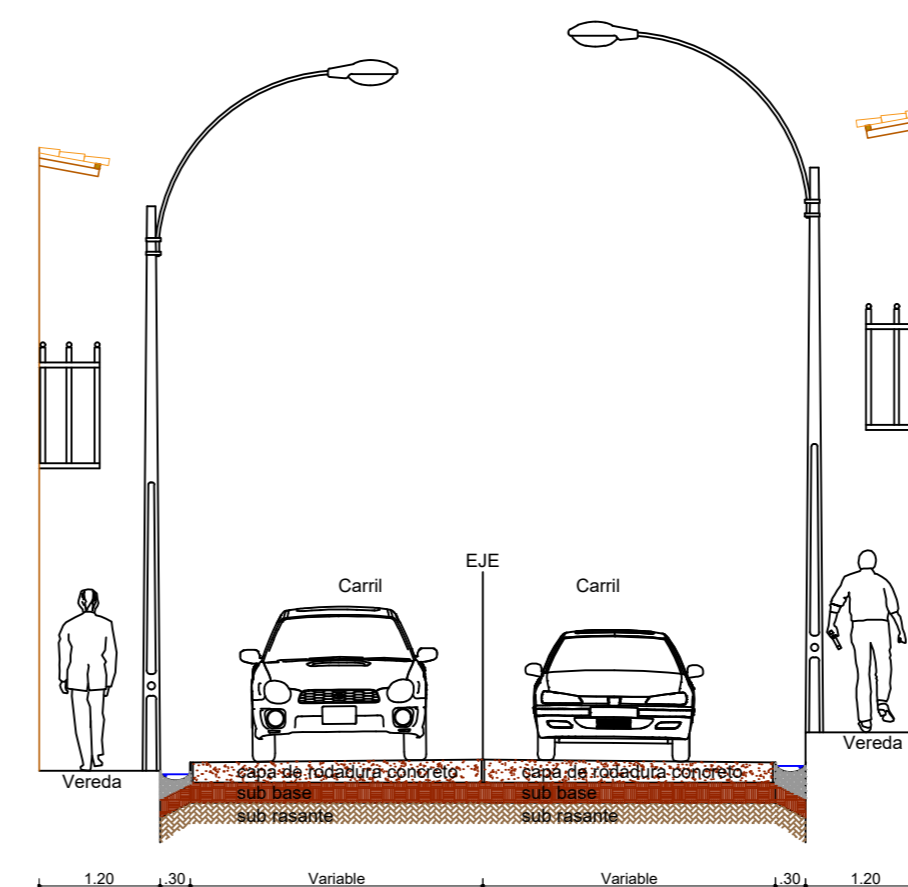 EJE
Carril Carril
Vereda
Vereda
capa de rodadura concreto capa de rodadura concreto
sub base sub base
sub rasante sub rasante
1.20 .30 Variable Variable .30 1.20